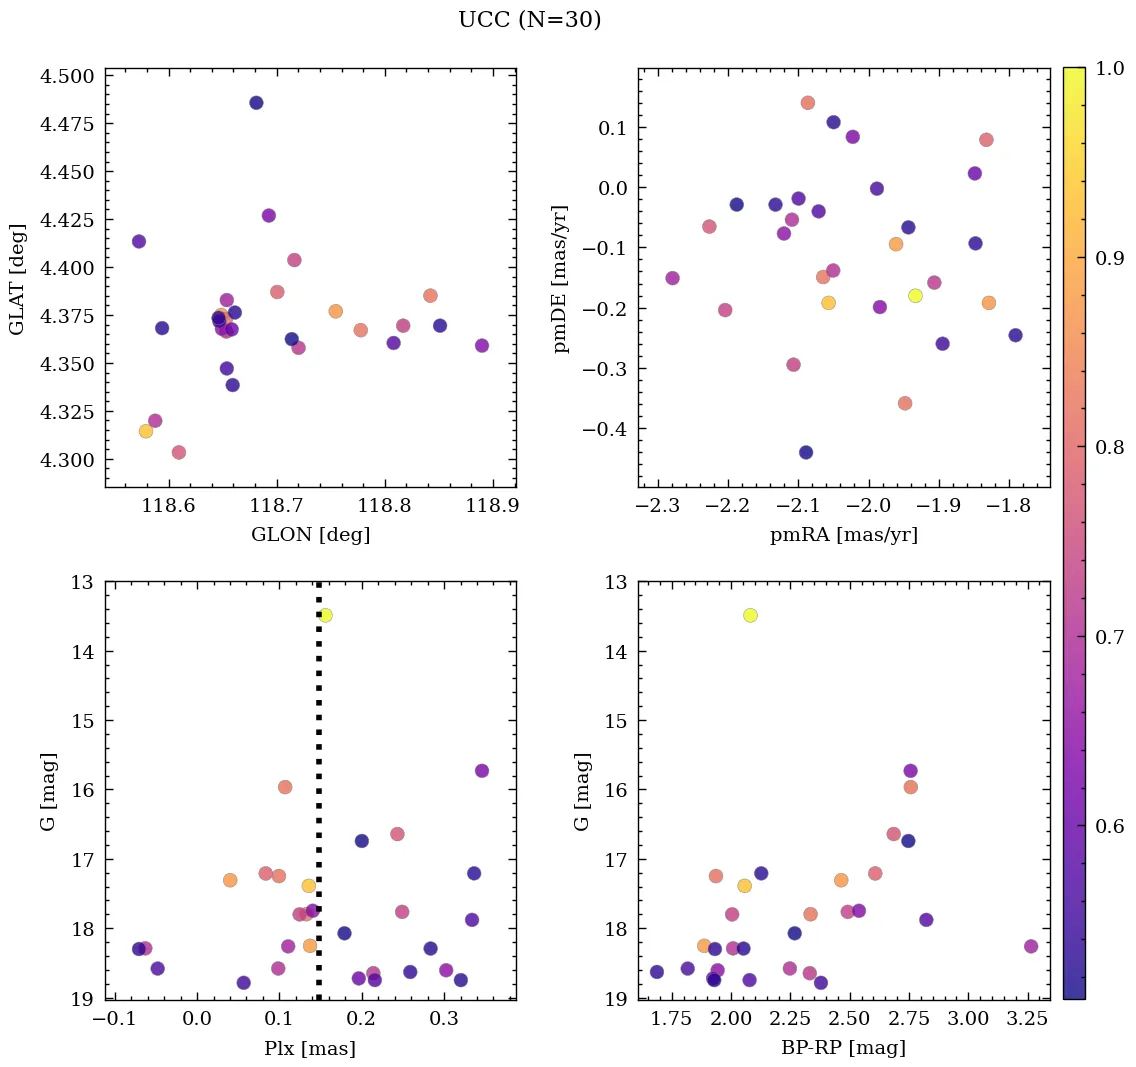 UCC (N=30)
4.500
4.475
4.450
4.425
4.400
4.375
4.350
4.325
4.300
GLAT [deg]
118.6 118.7 118.8 118.9
GLON [deg]
0.1
0.0
−0.1
−0.2
−0.3
−0.4
pmDE [mas/yr]
−2.3 −2.2 −2.1 −2.0 −1.9 −1.8
pmRA [mas/yr]
13
14
15
16
17
18
19
G [mag]
−0.1 0.0 0.1 0.2 0.3
Plx [mas]
13
14
15
16
17
18
19
G [mag]
1.75 2.00 2.25 2.50 2.75 3.00 3.25
BP-RP [mag]
1.0
0.9
0.8
0.7
0.6